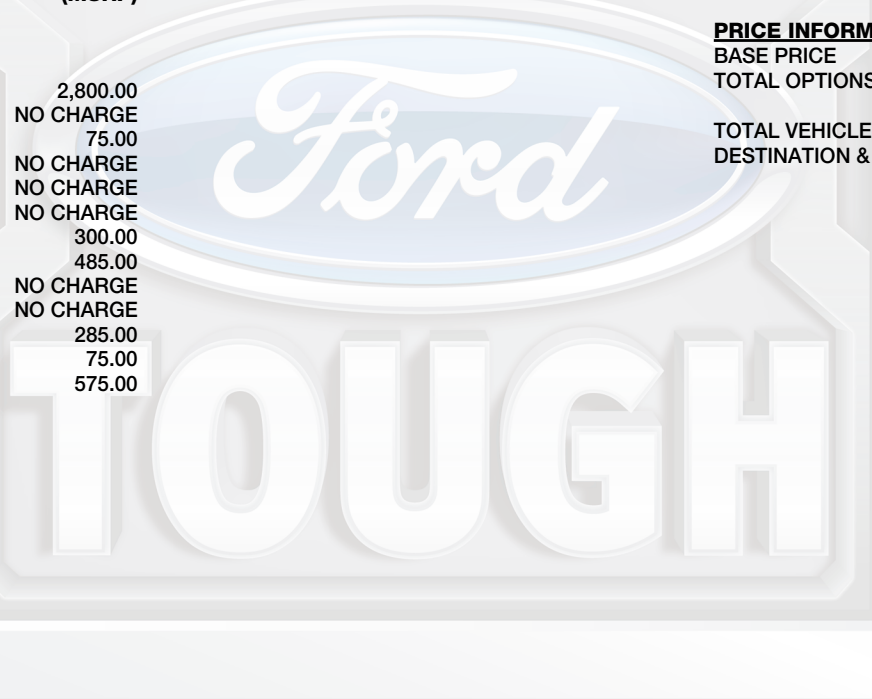 (MSRP)
2,800.00
NO CHARGE
75.00
NO CHARGE
NO CHARGE
NO CHARGE
300.00
485.00
NO CHARGE
NO CHARGE
285.00
75.00
575.00
PRICE INFORM
BASE PRICE
TOTAL OPTIONS
TOTAL VEHICLE
DESTINATION &
Ford
TOUGH